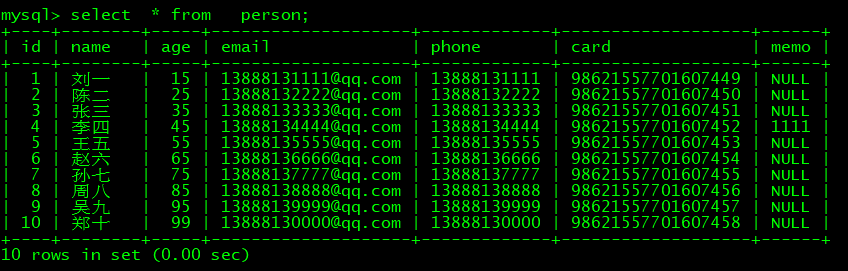 mysql> select  * from   person;
+----+--------+-----+--------------------+-------------+-------------------+------+
| id | name   | age | email              | phone       | card              | memo |
+----+--------+-----+--------------------+-------------+-------------------+------+
|  1 | 刘一   |  15 | 13888131111@qq.com | 13888131111 | 98621557701607449 | NULL |
|  2 | 陈二   |  25 | 13888132222@qq.com | 13888132222 | 98621557701607450 | NULL |
|  3 | 张三   |  35 | 13888133333@qq.com | 13888133333 | 98621557701607451 | NULL |
|  4 | 李四   |  45 | 13888134444@qq.com | 13888134444 | 98621557701607452 | 1111 |
|  5 | 王五   |  55 | 13888135555@qq.com | 13888135555 | 98621557701607453 | NULL |
|  6 | 赵六   |  65 | 13888136666@qq.com | 13888136666 | 98621557701607454 | NULL |
|  7 | 孙七   |  75 | 13888137777@qq.com | 13888137777 | 98621557701607455 | NULL |
|  8 | 周八   |  85 | 13888138888@qq.com | 13888138888 | 98621557701607456 | NULL |
|  9 | 吴九   |  95 | 13888139999@qq.com | 13888139999 | 98621557701607457 | NULL |
| 10 | 郑十   |  99 | 13888130000@qq.com | 13888130000 | 98621557701607458 | NULL |
+----+--------+-----+--------------------+-------------+-------------------+------+
10 rows in set (0.00 sec)